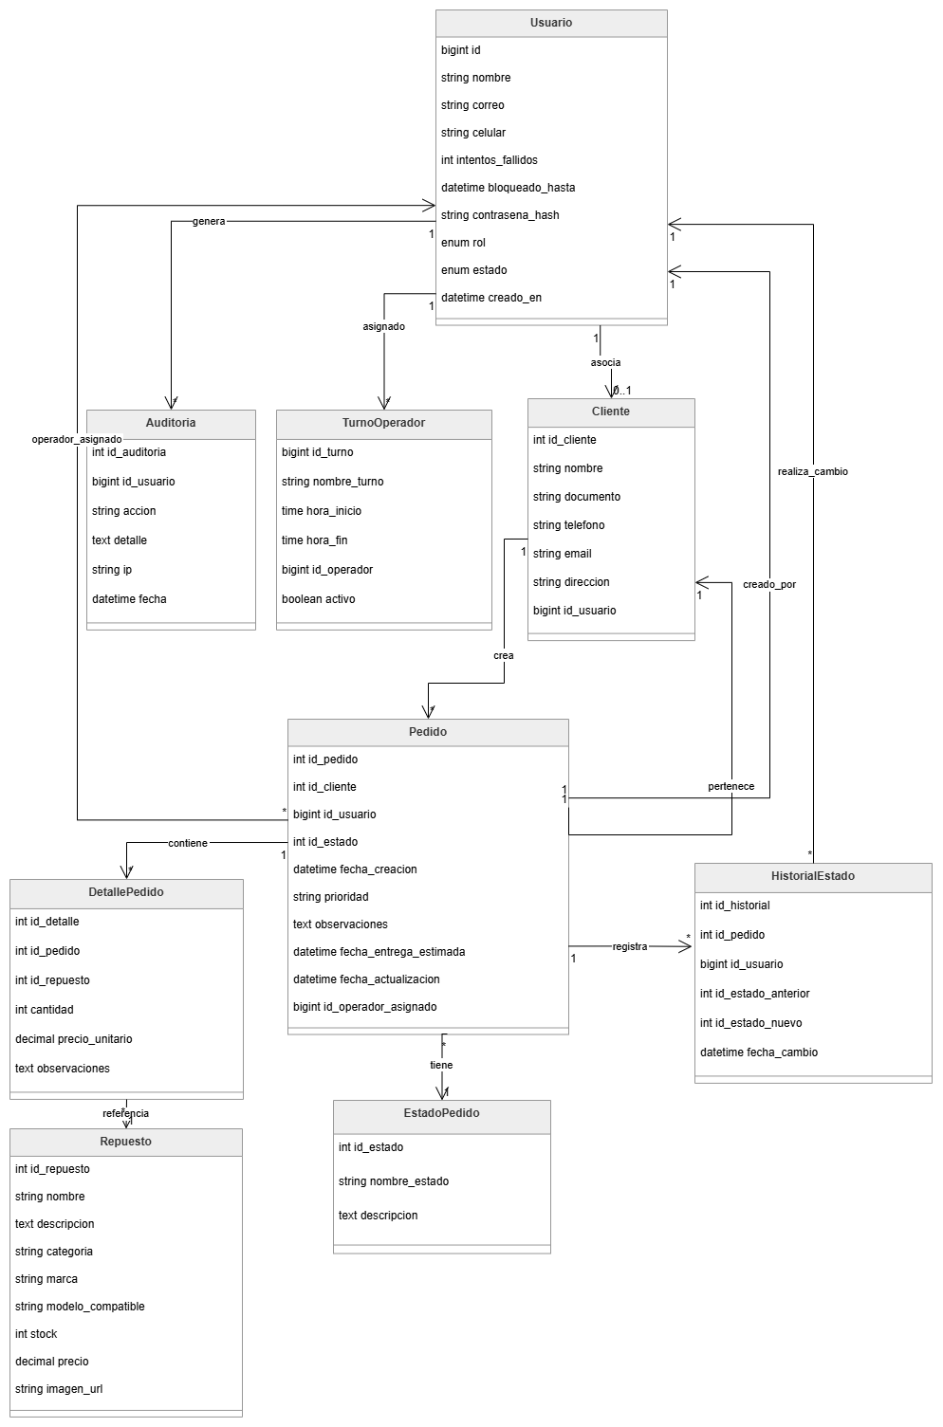 Usuario
bigint id
string nombre
string correo
string celular
int intentos_fallidos
datetime bloqueado_hasta
string contrasena_hash
enum rol
enum estado
datetime creado_en
genera
1
1
1
1
asignado
1
asocia
*
*
0..1
operador_asignado
Auditoria
int id_auditoria
bigint id_usuario
string accion
text detalle
string ip
datetime fecha
TurnoOperador
bigint id_turno
string nombre_turno
time hora_inicio
time hora_fin
bigint id_operador
boolean activo
Cliente
int id_cliente
string nombre
string documento
string telefono
string email
string direccion
bigint id_usuario
1
1
realiza_cambio
creado_por
crea
*
Pedido
int id_pedido
int id_cliente
bigint id_usuario
int id_estado
datetime fecha_creacion
string prioridad
text observaciones
datetime fecha_entrega_estimada
datetime fecha_actualizacion
bigint id_operador_asignado
1
1
pertenece
*
contiene
1
*
*
DetallePedido
int id_detalle
int id_pedido
int id_repuesto
int cantidad
decimal precio_unitario
text observaciones
HistorialEstado
int id_historial
int id_pedido
bigint id_usuario
int id_estado_anterior
int id_estado_nuevo
datetime fecha_cambio
registra
1
*
*
tiene
1
referencia
*
1
EstadoPedido
int id_estado
string nombre_estado
text descripcion
Repuesto
int id_repuesto
string nombre
text descripcion
string categoria
string marca
string modelo_compatible
int stock
decimal precio
string imagen_url